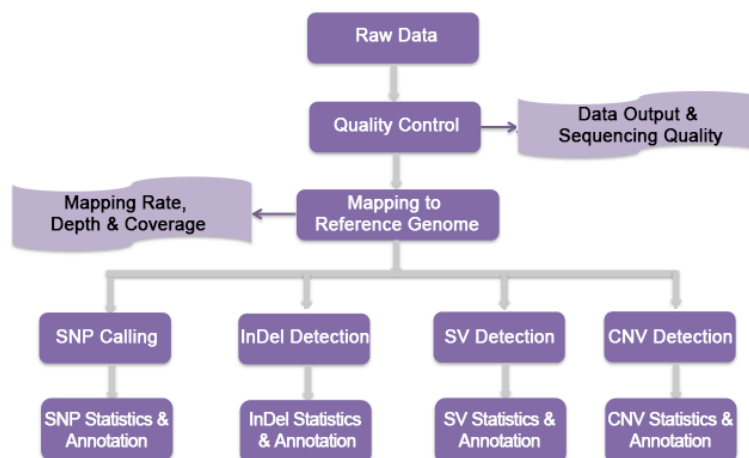 Raw Data
Quality Control
Data Output &
Sequencing Quality
Mapping Rate,
Depth & Coverage
Mapping to
Reference Genome
SNP Calling
InDel Detection
SV Detection
CNV Detection
SNP Statistics &
Annotation
InDel Statistics
& Annotation
SV Statistics &
Annotation
CNV Statistics &
Annotation